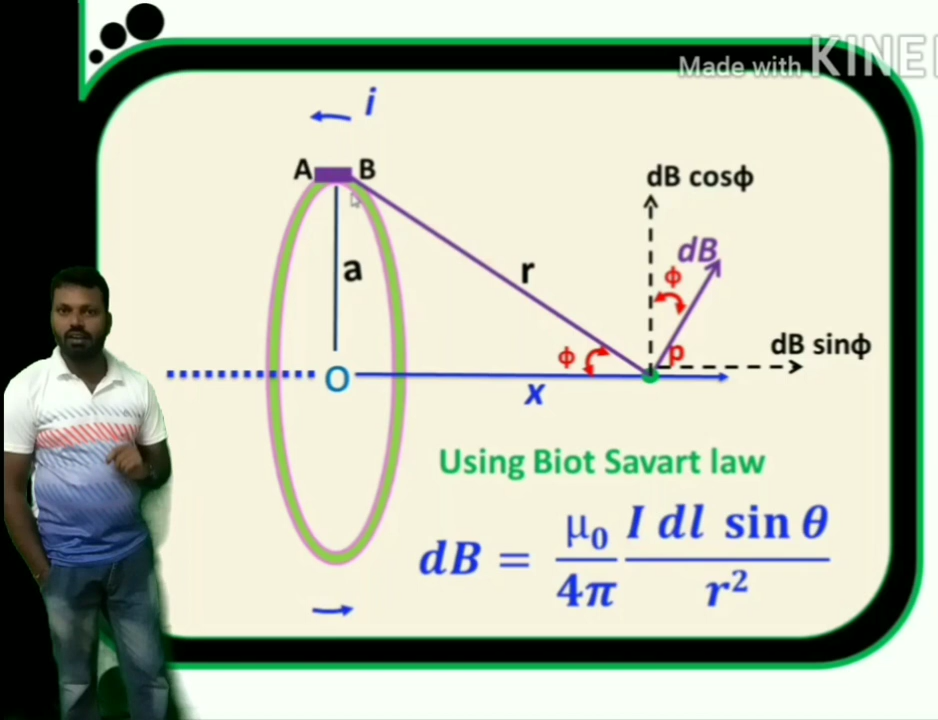 Made with KINE
i
A B
dB cosϕ
a
r
dB
ϕ
ϕ
p
dB sinϕ
O
x
Using Biot Savart law
dB = μ₀/4π I dl sin θ/r²